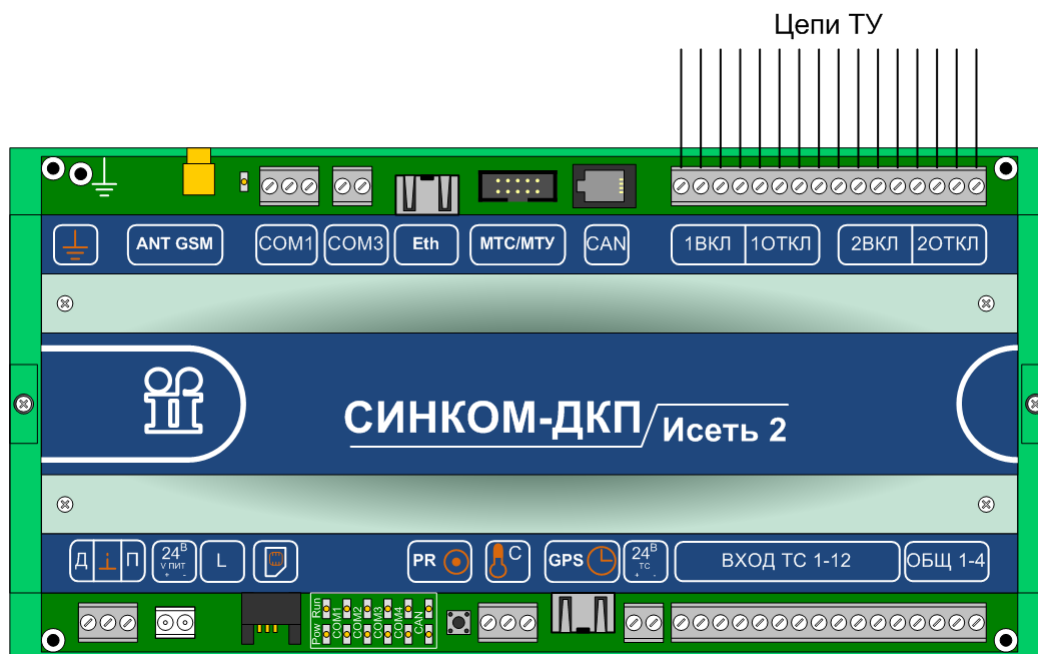 Цепи ТУ
ANT GSM COM1 COM3 Eth МТС/МТУ CAN 1ВКЛ 1ОТКЛ 2ВКЛ 2ОТКЛ
СИНКОМ-ДКП/Исеть 2
Д П 24В V ПИТ + - L PR C GPS 24В ТС + - ВХОД ТС 1-12 ОБЩ 1-4
Pow Run COM1 COM2 COM3 COM4 CAN